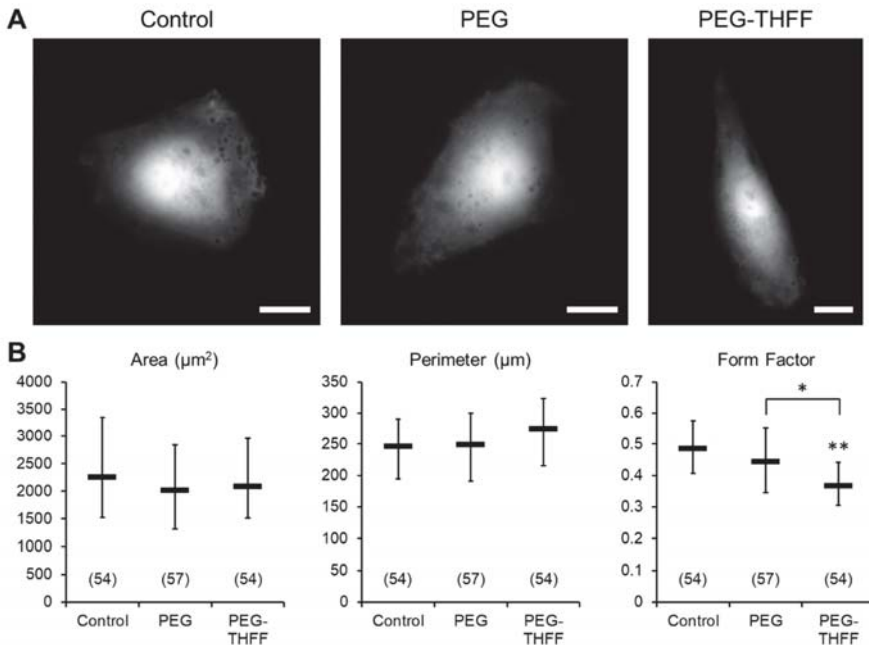 A
Control PEG PEG-THFF
B
Area (µm²) Perimeter (µm) Form Factor
4000
3500
3000
2500
2000
1500
1000
500
0
(54) (57) (54)
Control PEG PEG-
THFF
350
300
250
200
150
100
50
0
(54) (57) (54)
Control PEG PEG-
THFF
0.7
0.6
0.5
0.4
0.3
0.2
0.1
0
*
**
(54) (57) (54)
Control PEG PEG-
THFF